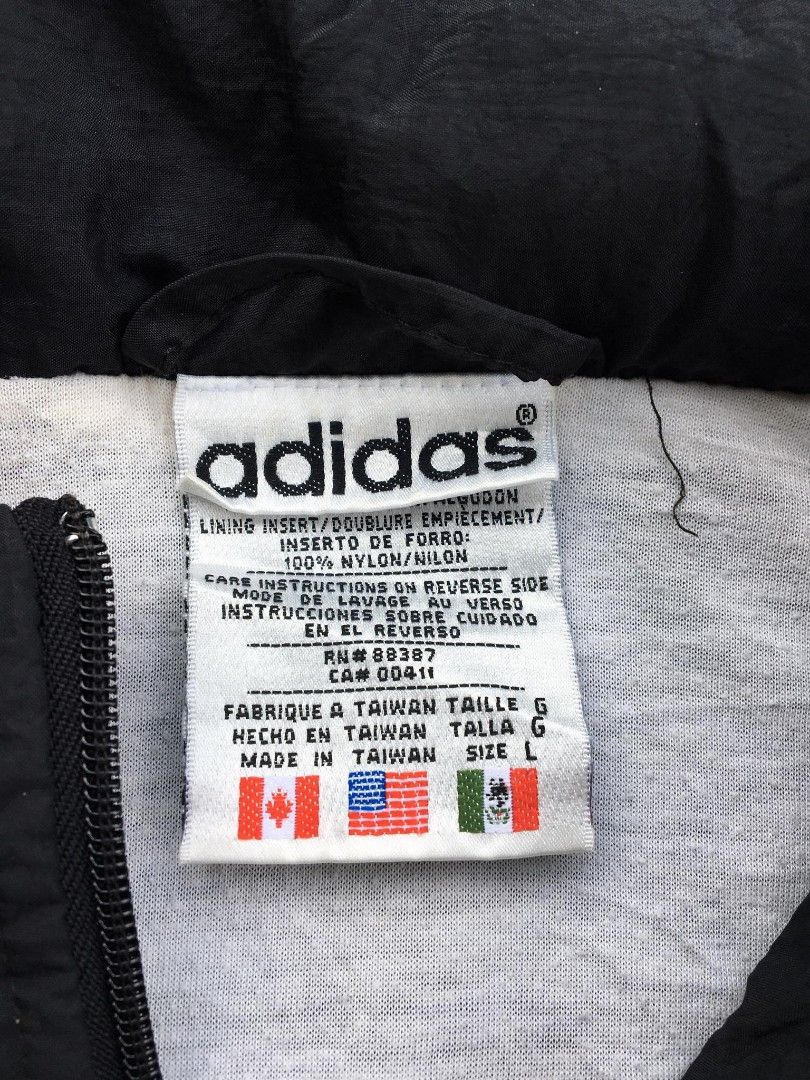 adidas®
ALGODON
LINING INSERT/DOUBLURE EMPIÈCEMENT/
INSERTO DE FORRO:
100% NYLON/NILON
CARE INSTRUCTIONS ON REVERSE SIDE
MODE DE LAVAGE AU VERSO
INSTRUCCIONES SOBRE CUIDADO
EN EL REVERSO
RN# 88387
CA# 00411
FABRIQUE A TAIWAN TAILLE G
HECHO EN TAIWAN TALLA G
MADE IN TAIWAN SIZE L